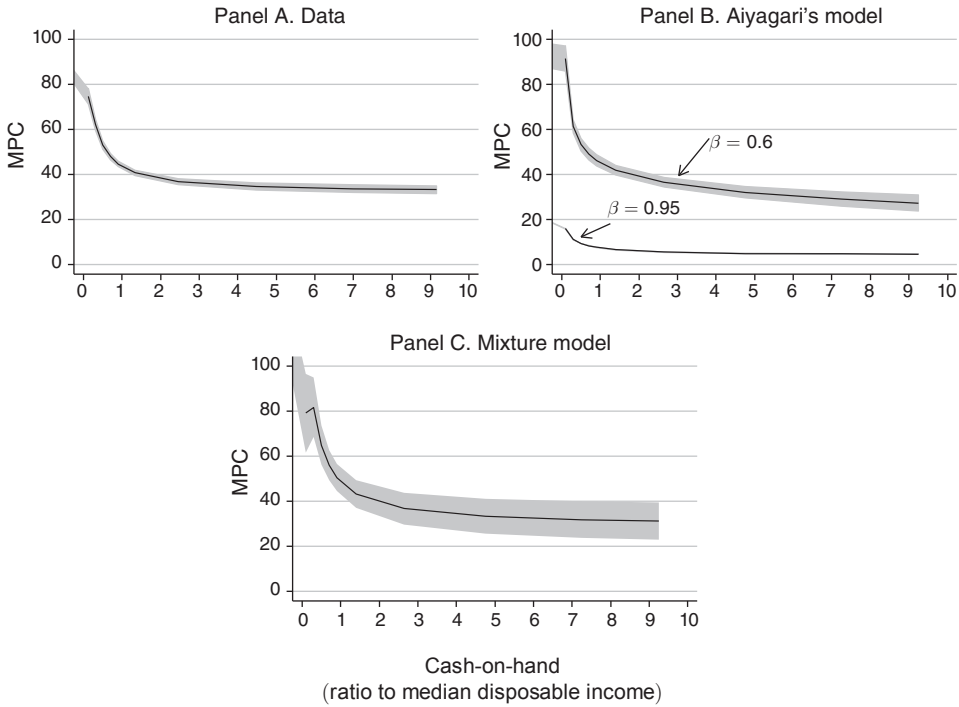 Panel A. Data
100
80
60
40
20
0
MPC
0 1 2 3 4 5 6 7 8 9 10
Panel B. Aiyagari’s model
100
80
60
40
20
0
MPC
β = 0.6
β = 0.95
0 1 2 3 4 5 6 7 8 9 10
Panel C. Mixture model
100
80
60
40
20
0
MPC
0 1 2 3 4 5 6 7 8 9 10
Cash-on-hand
(ratio to median disposable income)